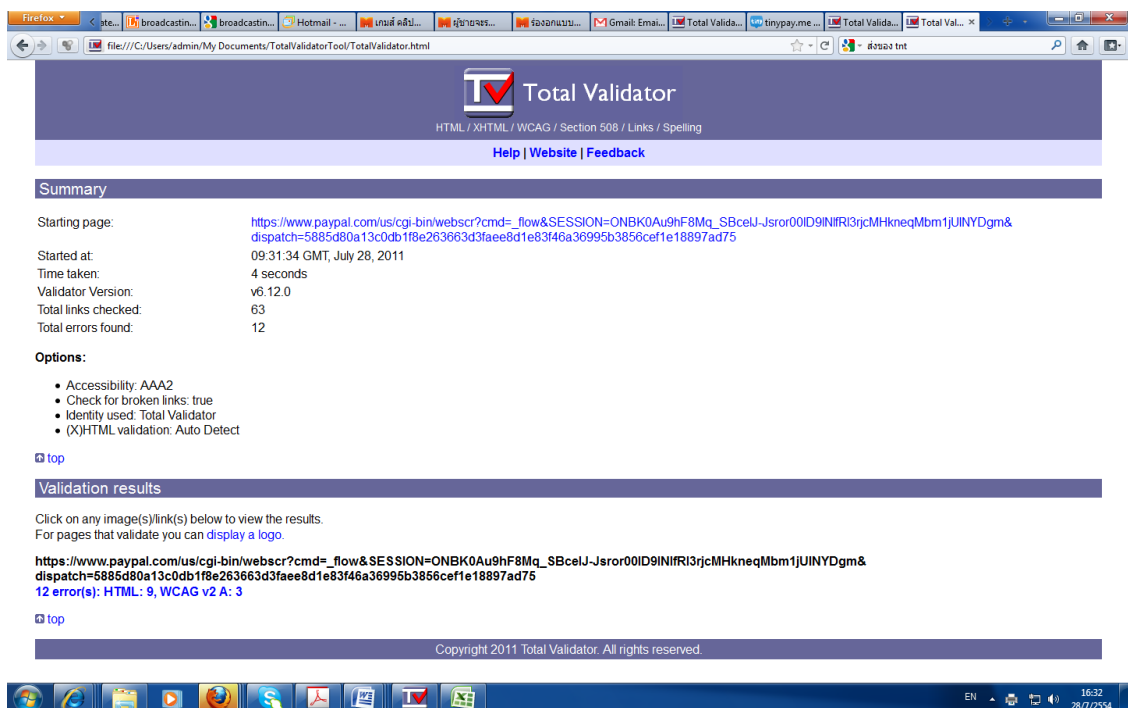 Firefox
ate... broadcastin... broadcastin... Hotmail - ... เกมส์ คลิป... ผู้ชายจะร... ร่องอกแบบ... Gmail: Emai... Total Valida... tinypay.me ... Total Valida... Total Val... ×
file:///C:/Users/admin/My Documents/TotalValidatorTool/TotalValidator.html ส่งของ tnt
TV Total Validator
HTML / XHTML / WCAG / Section 508 / Links / Spelling
Help | Website | Feedback
Summary
Starting page: https://www.paypal.com/us/cgi-bin/webscr?cmd=_flow&SESSION=ONBK0Au9hF8Mq_SBcelJ-Jsror00lD9lNlfRl3rjcMHkneqMbm1jUlNYDgm&
dispatch=5885d80a13c0db1f8e263663d3faee8d1e83f46a36995b3856cef1e18897ad75
Started at: 09:31:34 GMT, July 28, 2011
Time taken: 4 seconds
Validator Version: v6.12.0
Total links checked: 63
Total errors found: 12
Options:
Accessibility: AAA2
Check for broken links: true
Identity used: Total Validator
(X)HTML validation: Auto Detect
top
Validation results
Click on any image(s)/link(s) below to view the results.
For pages that validate you can display a logo.
https://www.paypal.com/us/cgi-bin/webscr?cmd=_flow&SESSION=ONBK0Au9hF8Mq_SBcelJ-Jsror00lD9lNlfRl3rjcMHkneqMbm1jUlNYDgm&
dispatch=5885d80a13c0db1f8e263663d3faee8d1e83f46a36995b3856cef1e18897ad75
12 error(s): HTML: 9, WCAG v2 A: 3
top
Copyright 2011 Total Validator. All rights reserved.
EN 16:32
28/7/2554